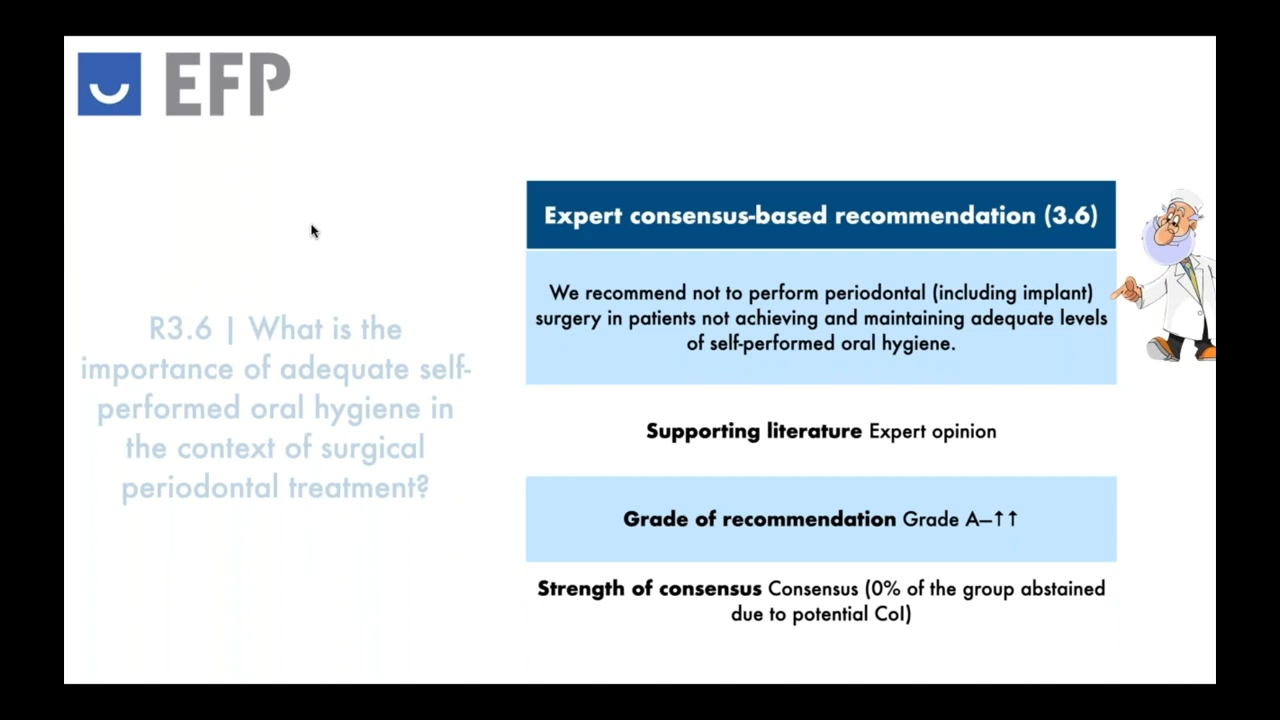 EFP
R3.6 | What is the
importance of adequate self-
performed oral hygiene in
the context of surgical
periodontal treatment?
Expert consensus-based recommendation (3.6)
We recommend not to perform periodontal (including implant)
surgery in patients not achieving and maintaining adequate levels
of self-performed oral hygiene.
Supporting literature Expert opinion
Grade of recommendation Grade A–↑↑
Strength of consensus Consensus (0% of the group abstained
due to potential CoI)